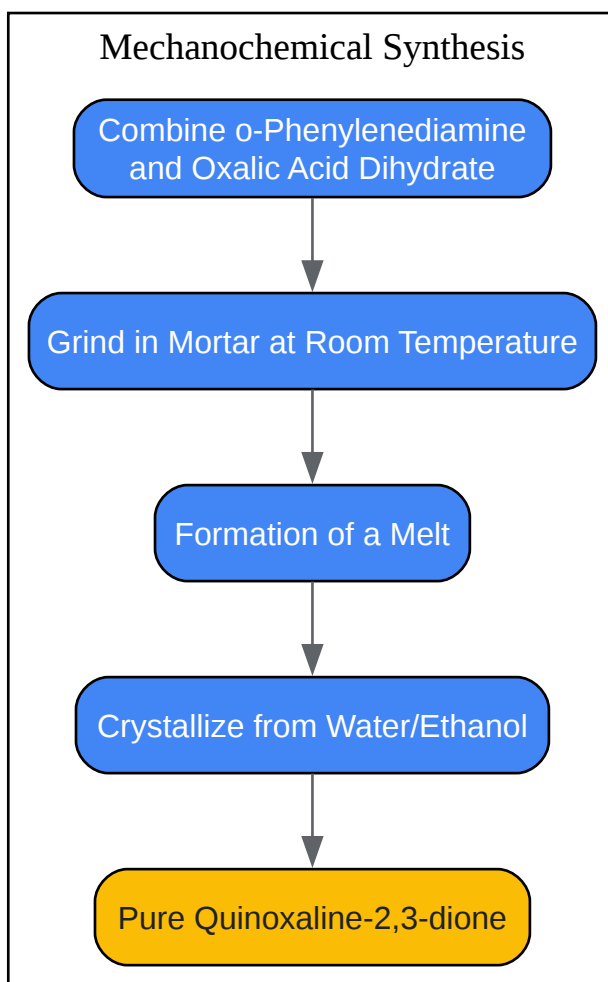 Mechanochemical Synthesis
Combine o-Phenylenediamine
and Oxalic Acid Dihydrate
Grind in Mortar at Room Temperature
Formation of a Melt
Crystallize from Water/Ethanol
Pure Quinoxaline-2,3-dione